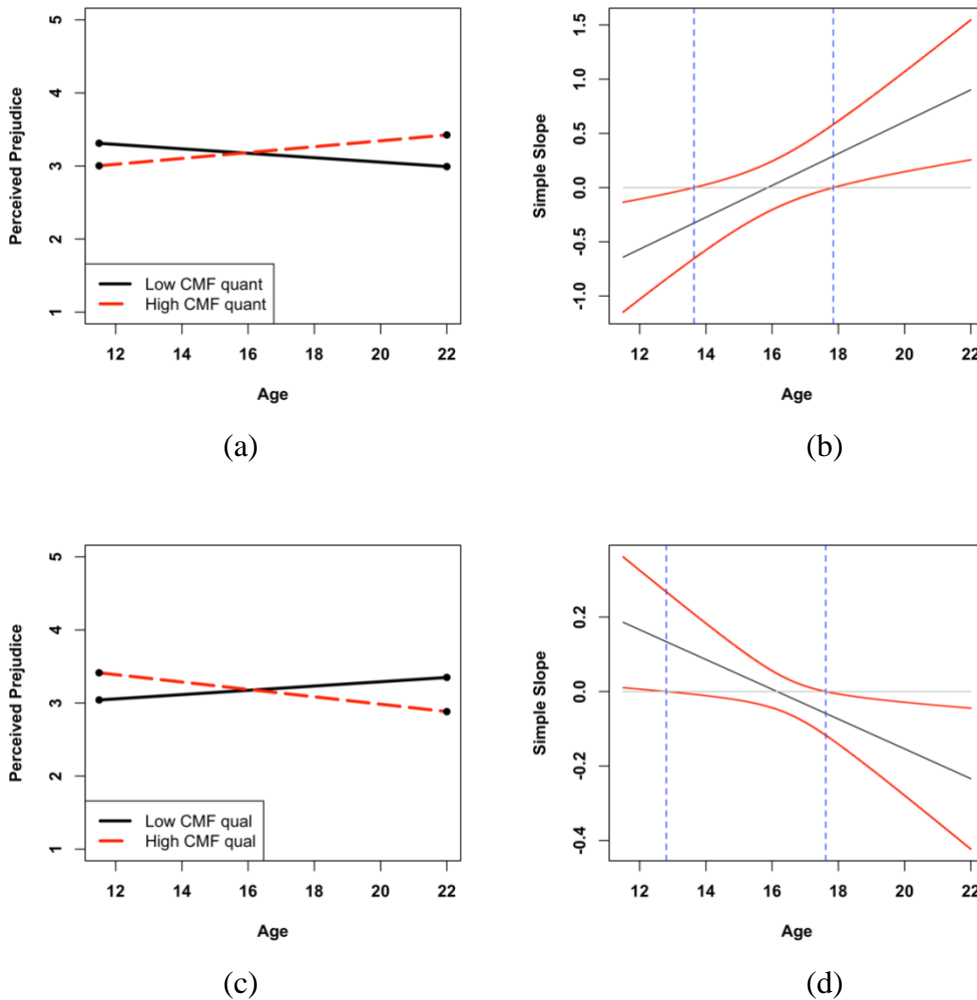 Perceived Prejudice
5
4
3
2
1
Low CMF quant
High CMF quant
12 14 16 18 20 22
Age
(a)
Simple Slope
1.5
1.0
0.5
0.0
-0.5
-1.0
12 14 16 18 20 22
Age
(b)
Perceived Prejudice
5
4
3
2
1
Low CMF qual
High CMF qual
12 14 16 18 20 22
Age
(c)
Simple Slope
0.2
0.0
-0.2
-0.4
12 14 16 18 20 22
Age
(d)